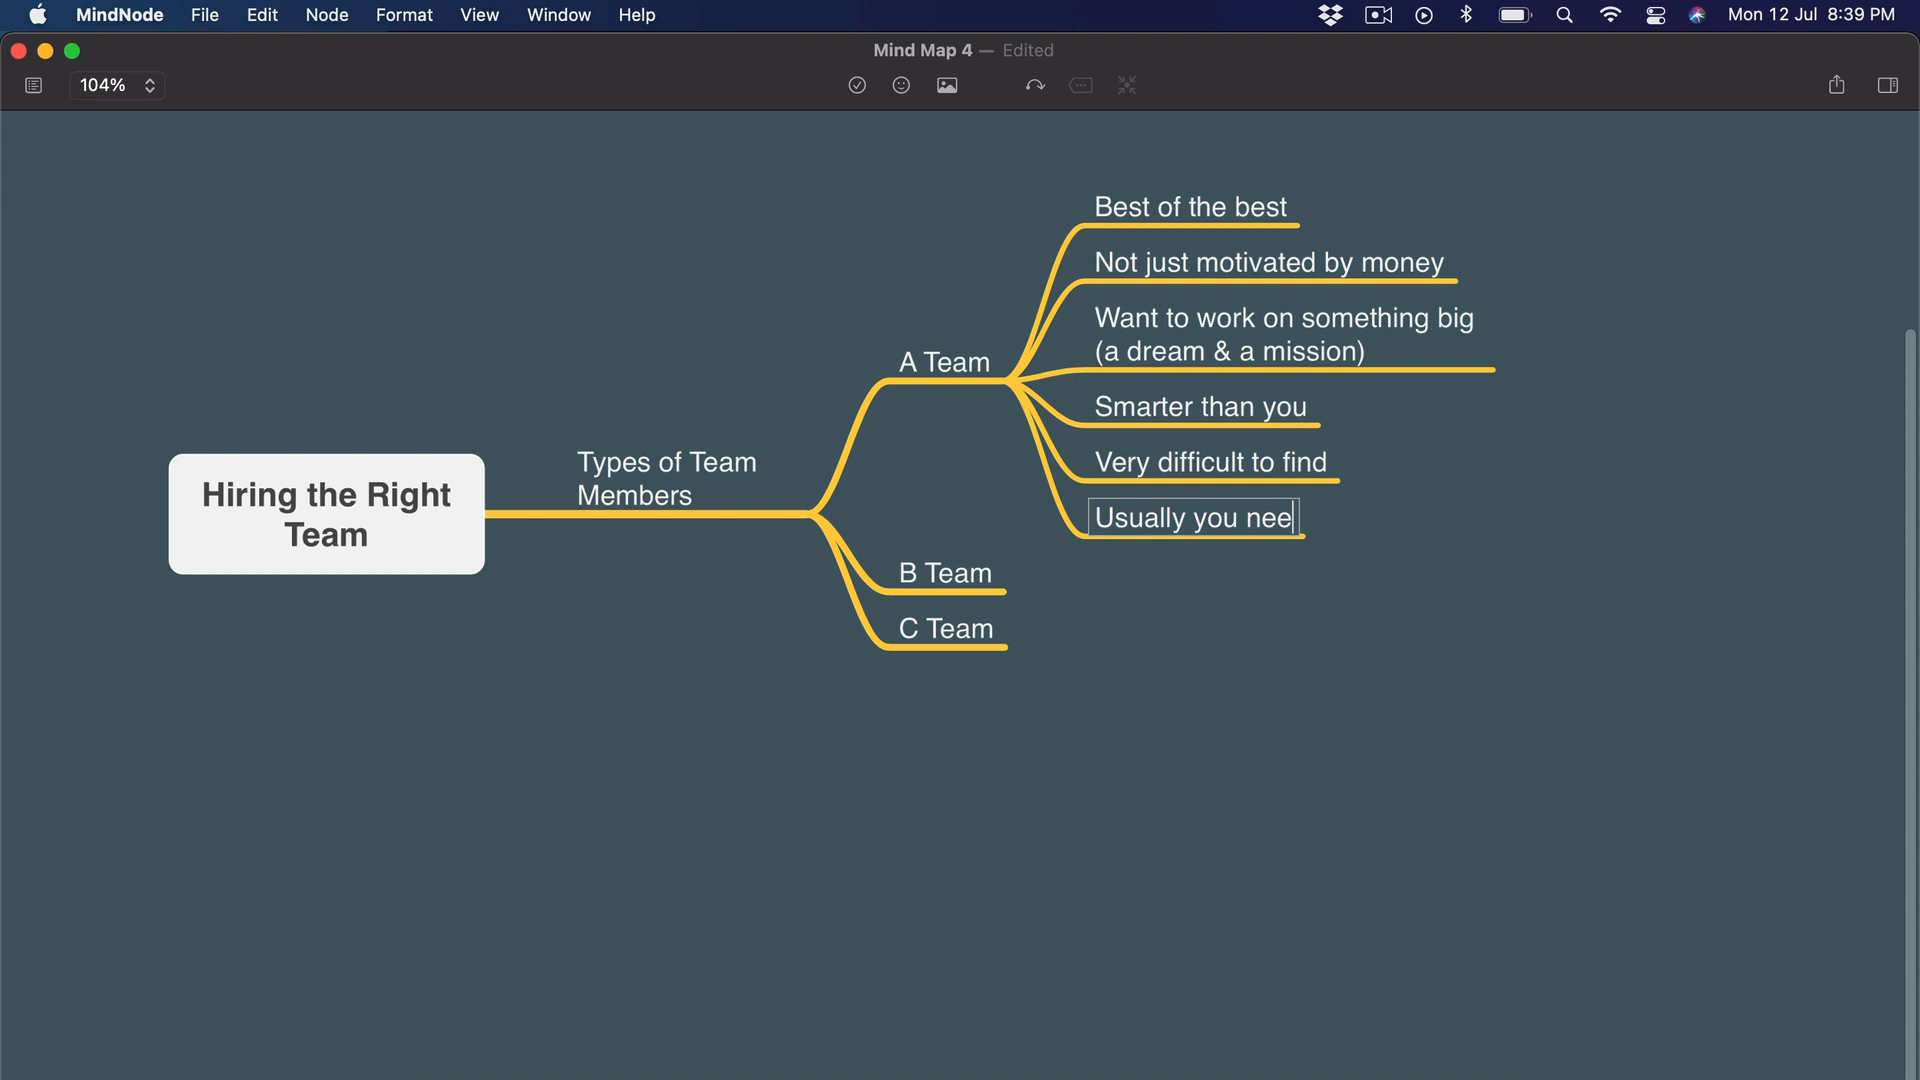 MindNode File Edit Node Format View Window Help Mon 12 Jul 8:39 PM
Mind Map 4 — Edited
104%
Best of the best
Not just motivated by money
Want to work on something big
(a dream & a mission)
A Team
Smarter than you
Very difficult to find
Usually you nee
Types of Team
Members
Hiring the Right
Team
B Team
C Team